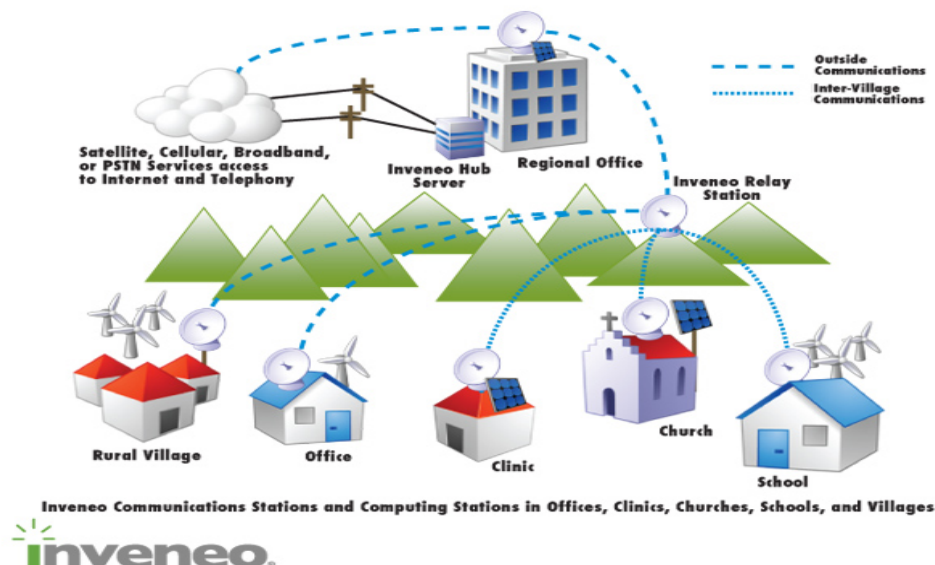 Outside
Communications
Inter-Village
Communications
Satellite, Cellular, Broadband,
or PSTN Services access
to Internet and Telephony
Inveneo Hub
Server
Regional Office
Inveneo Relay
Station
Rural Village
Office
Clinic
Church
School
Inveneo Communications Stations and Computing Stations in Offices, Clinics, Churches, Schools, and Villages
inveneo.